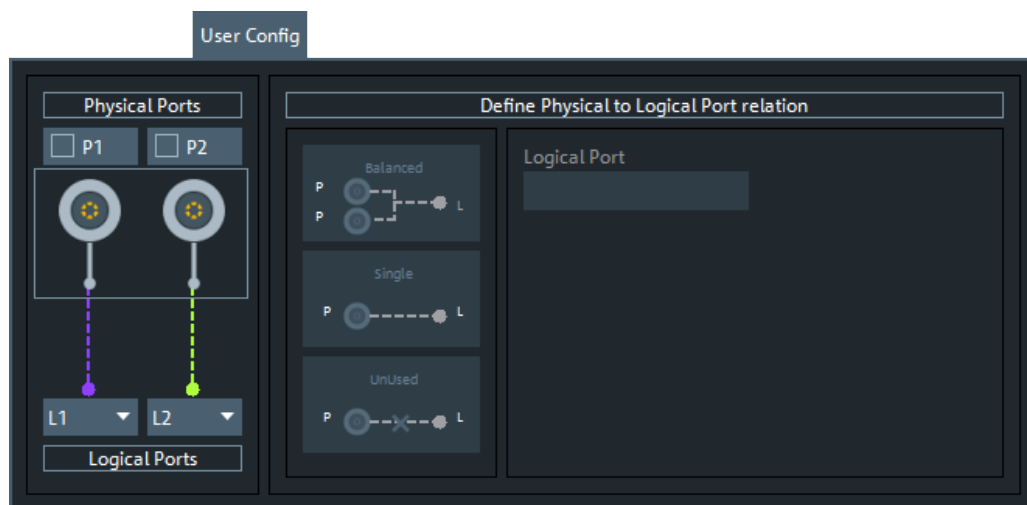 User Config
Physical Ports
P1 P2
L1 L2
Logical Ports
Define Physical to Logical Port relation
Balanced
P
L
P
Single
P L
UnUsed
P L
Logical Port